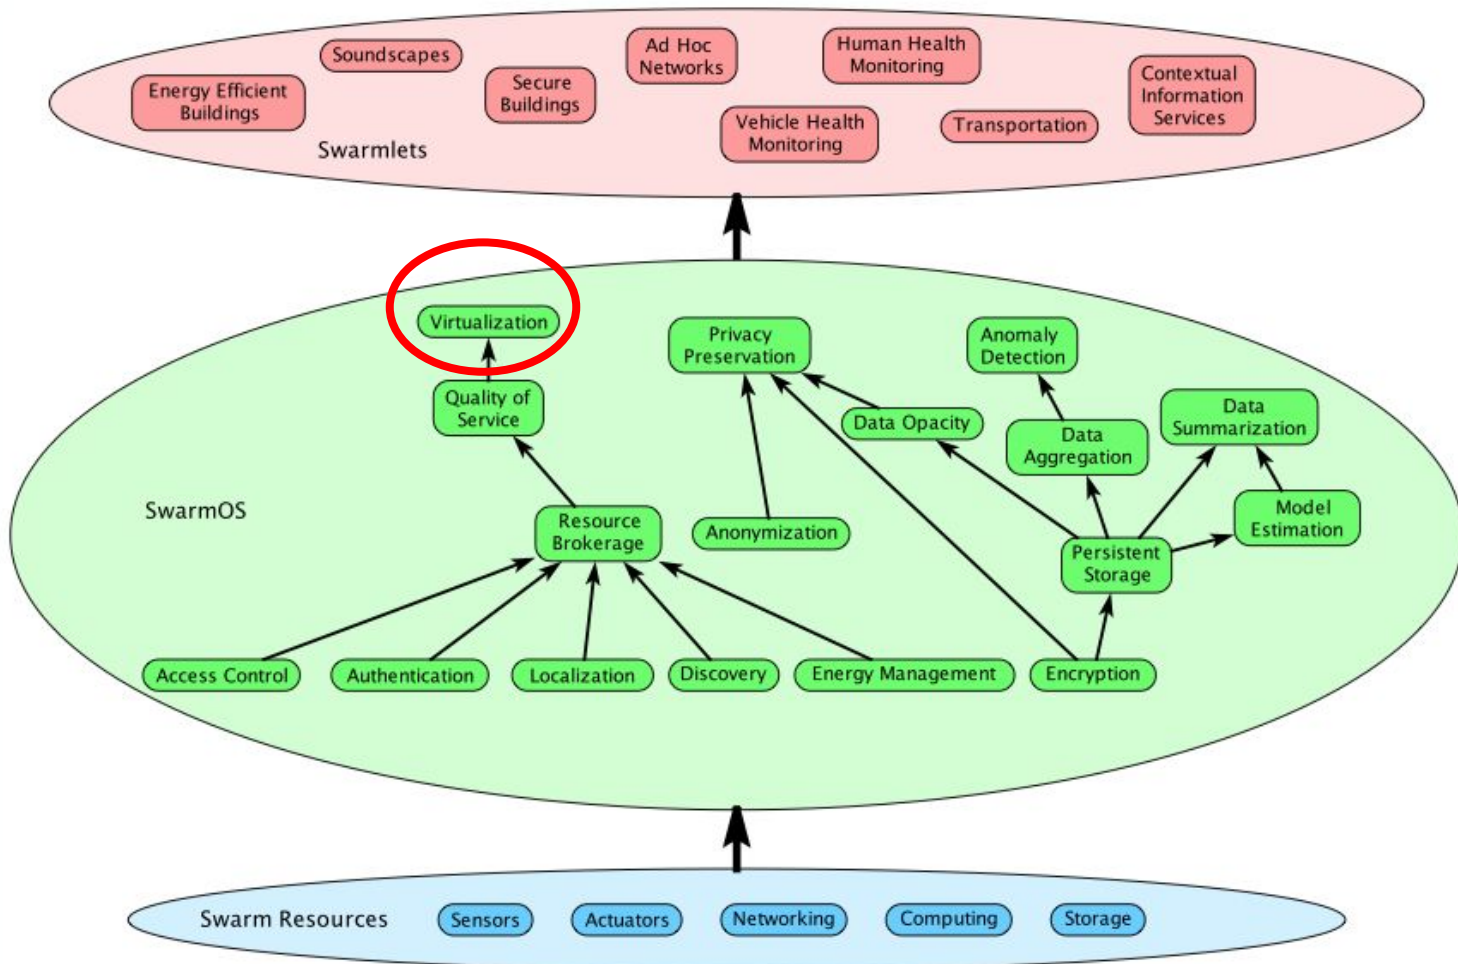 Soundscapes
Ad Hoc
Networks
Human Health
Monitoring
Energy Efficient
Buildings
Secure
Buildings
Contextual
Information
Services
Vehicle Health
Monitoring
Transportation
Swarmlets
Virtualization
Privacy
Preservation
Anomaly
Detection
Quality of
Service
Data Opacity
Data
Aggregation
Data
Summarization
SwarmOS
Resource
Brokerage
Anonymization
Model
Estimation
Persistent
Storage
Access Control
Authentication
Localization
Discovery
Energy Management
Encryption
Swarm Resources
Sensors
Actuators
Networking
Computing
Storage